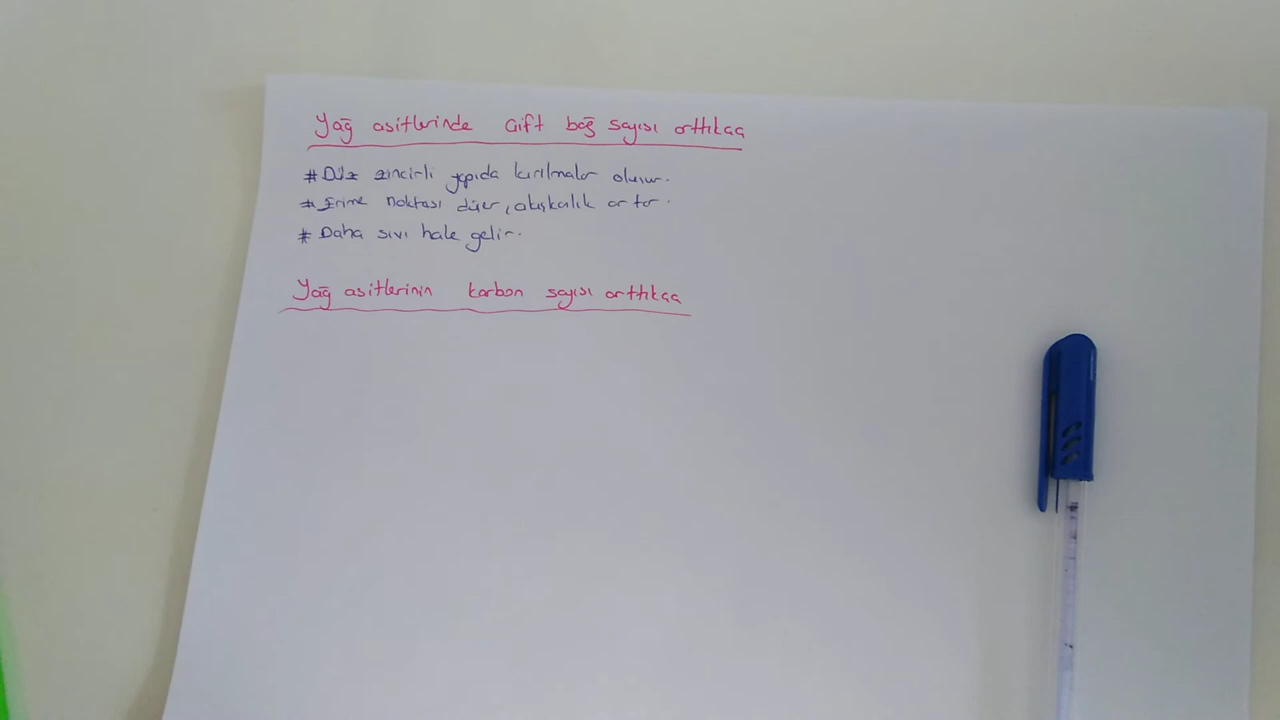 Yağ asitlerinde çift bağ sayısı arttıkça
# Düz zincirli yapıda kırılmalar oluşur.
# Erime noktası düşer, akışkanlık artar.
# Daha sıvı hale gelir.
Yağ asitlerinin karbon sayısı arttıkça